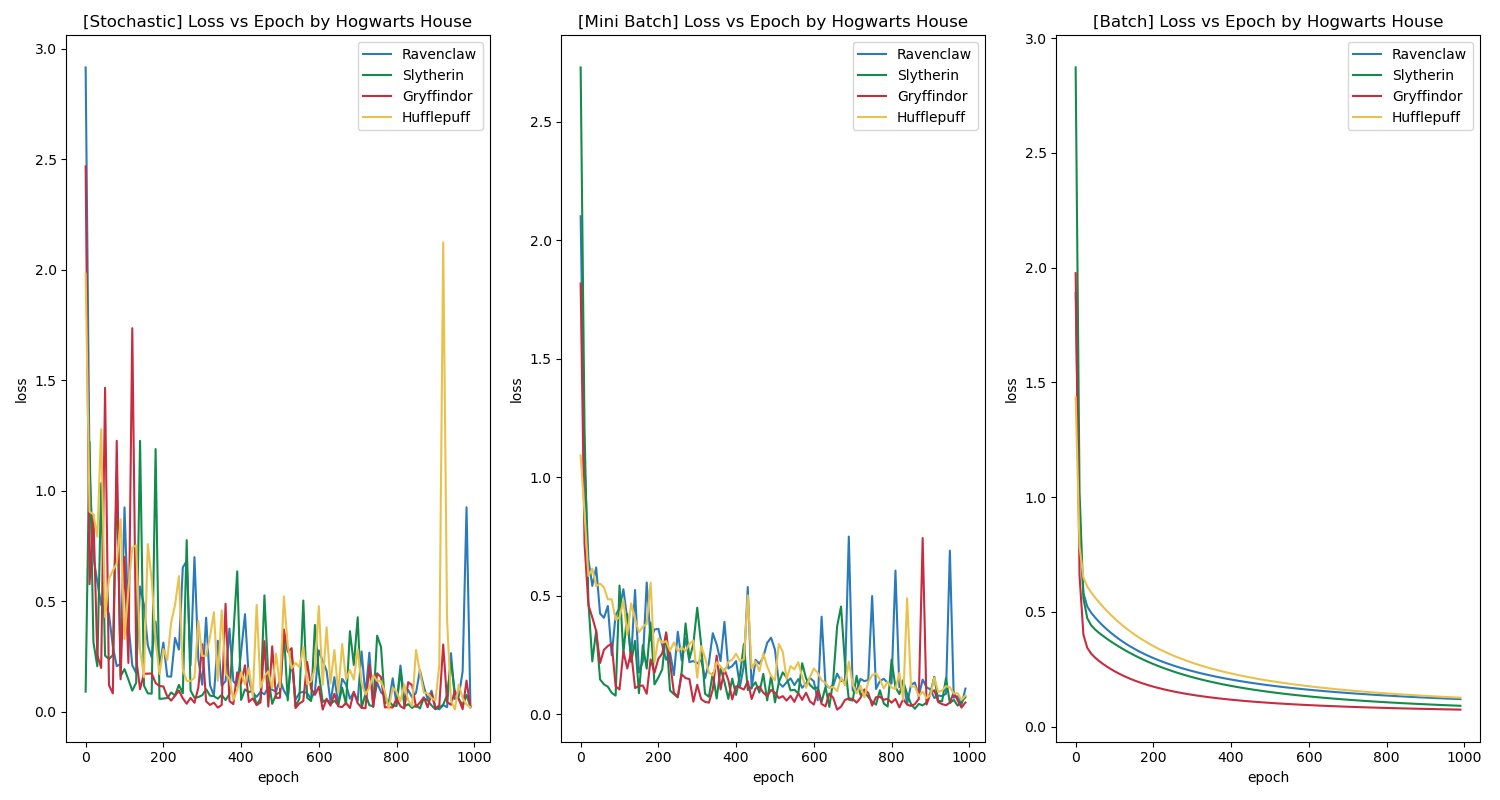 [Stochastic] Loss vs Epoch by Hogwarts House
3.0
2.5
2.0
1.5
1.0
0.5
0.0
loss
0 200 400 600 800 1000
epoch
Ravenclaw
Slytherin
Gryffindor
Hufflepuff
[Mini Batch] Loss vs Epoch by Hogwarts House
2.5
2.0
1.5
1.0
0.5
0.0
loss
0 200 400 600 800 1000
epoch
Ravenclaw
Slytherin
Gryffindor
Hufflepuff
[Batch] Loss vs Epoch by Hogwarts House
3.0
2.5
2.0
1.5
1.0
0.5
0.0
loss
0 200 400 600 800 1000
epoch
Ravenclaw
Slytherin
Gryffindor
Hufflepuff